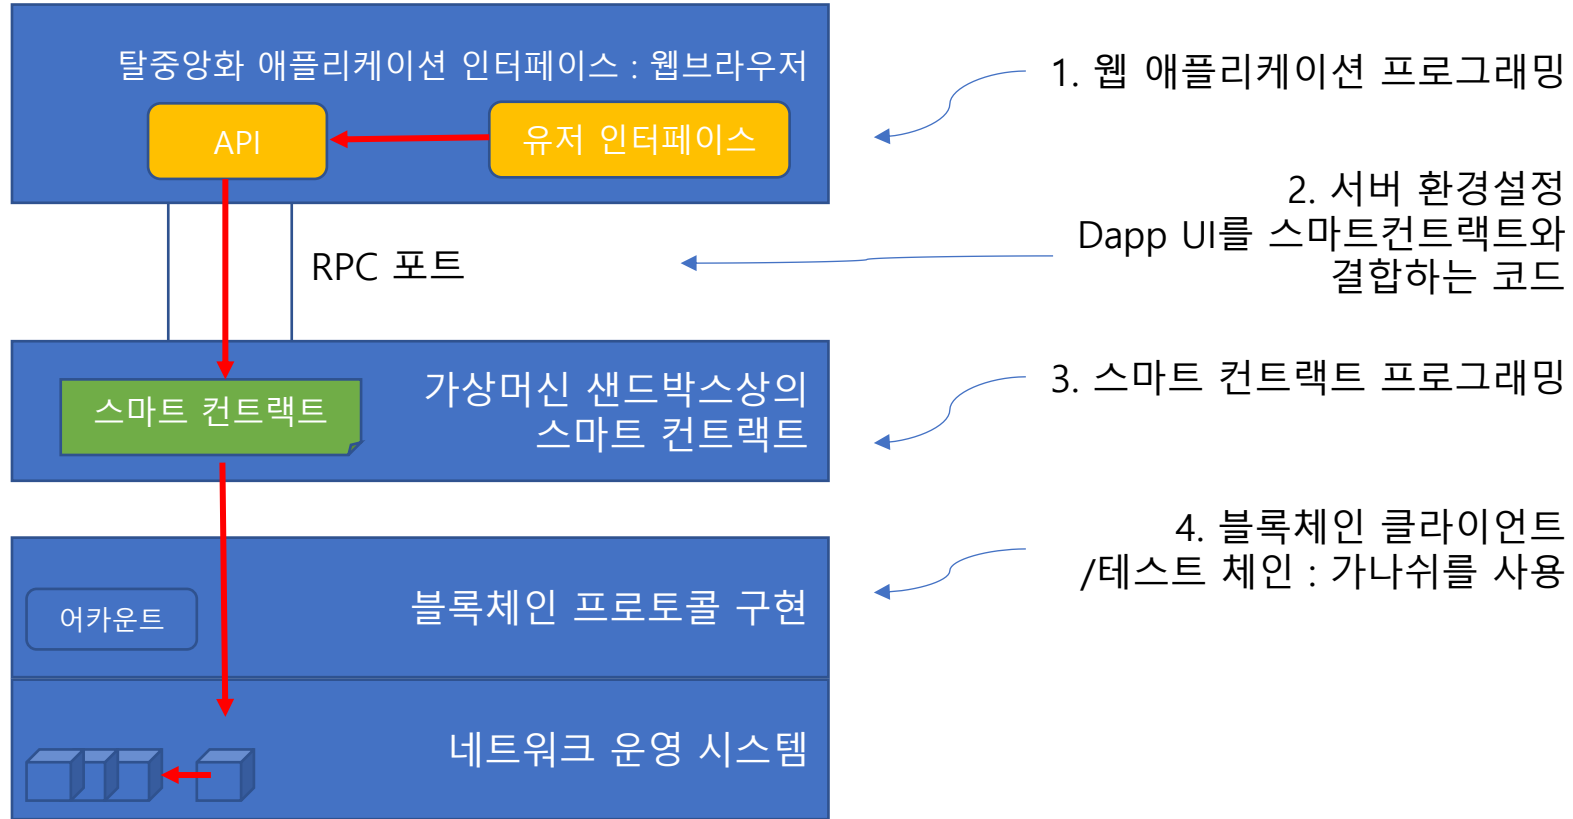 탈중앙화 애플리케이션 인터페이스 : 웹브라우저
API
유저 인터페이스
1. 웹 애플리케이션 프로그래밍
RPC 포트
2. 서버 환경설정
Dapp UI를 스마트컨트랙트와
결합하는 코드
스마트 컨트랙트
가상머신 샌드박스상의
스마트 컨트랙트
3. 스마트 컨트랙트 프로그래밍
어카운트
블록체인 프로토콜 구현
4. 블록체인 클라이언트
/테스트 체인 : 가나쉬를 사용
네트워크 운영 시스템